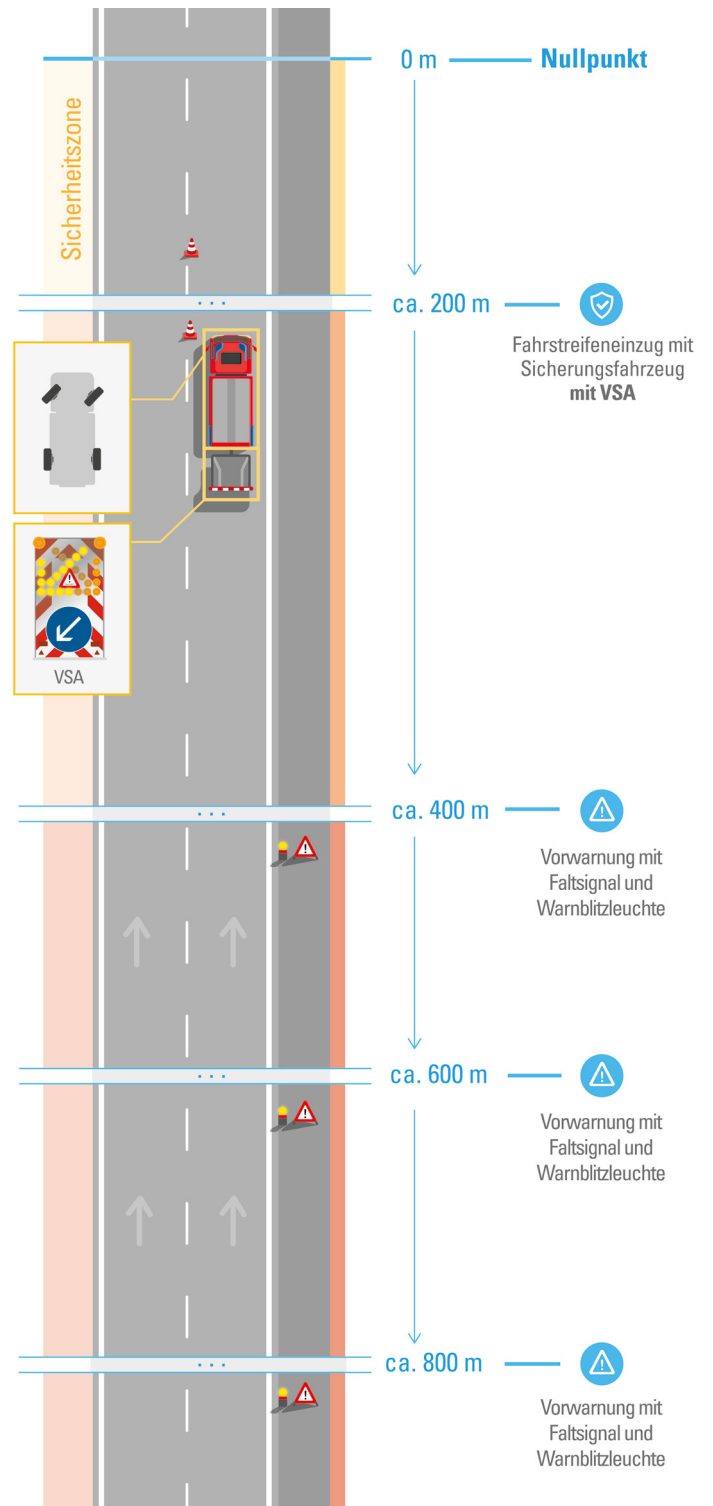 0 m
Nullpunkt
Sicherheitszone
ca. 200 m
Fahrstreifeneinzug mit
Sicherungsfahrzeug
mit VSA
VSA
ca. 400 m
Vorwarnung mit
Faltsignal und
Warnblitzleuchte
ca. 600 m
Vorwarnung mit
Faltsignal und
Warnblitzleuchte
ca. 800 m
Vorwarnung mit
Faltsignal und
Warnblitzleuchte